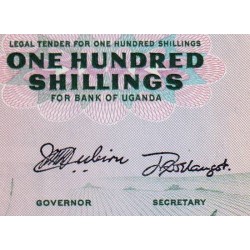 LEGAL TENDER FOR ONE HUNDRED SHILLINGS
ONE HUNDRED
SHILLINGS
FOR BANK OF UGANDA
GOVERNOR SECRETARY